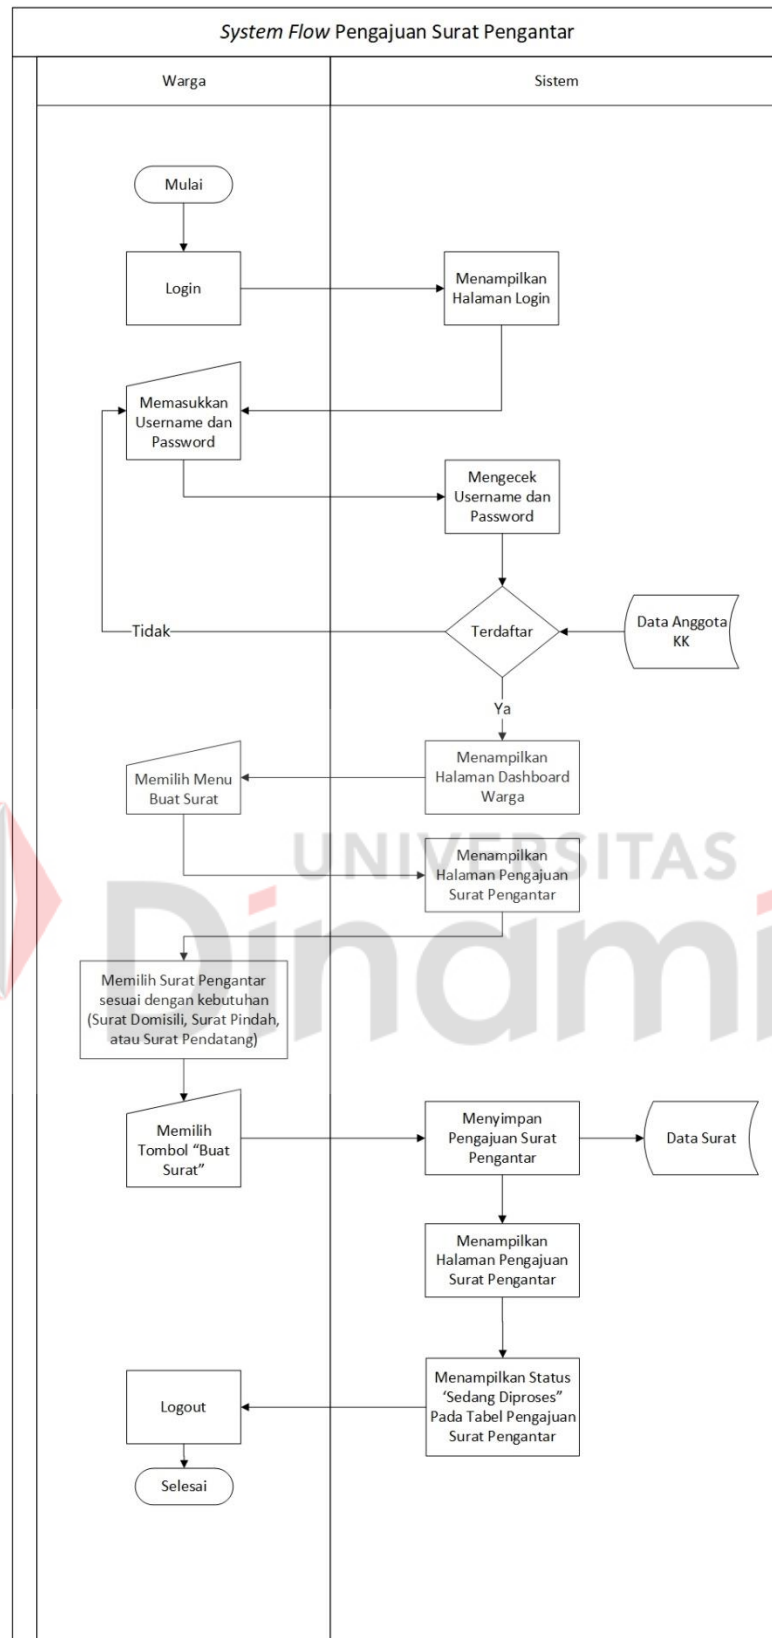 System Flow Pengajuan Surat Pengantar
Warga
Sistem
Mulai
Login
Menampilkan
Halaman Login
Memasukkan
Username dan
Password
Mengecek
Username dan
Password
Tidak
Terdaftar
Data Anggota
KK
Ya
Menampilkan
Halaman Dashboard
Warga
Memilih Menu
Buat Surat
UNIVERSITAS
Dinami
Menampilkan
Halaman Pengajuan
Surat Pengantar
Memilih Surat Pengantar
sesuai dengan kebutuhan
(Surat Domisili, Surat Pindah,
atau Surat Pendatang)
Memilih
Tombol “Buat
Surat”
Menyimpan
Pengajuan Surat
Pengantar
Data Surat
Menampilkan
Halaman Pengajuan
Surat Pengantar
Menampilkan Status
‘Sedang Diproses”
Pada Tabel Pengajuan
Surat Pengantar
Logout
Selesai